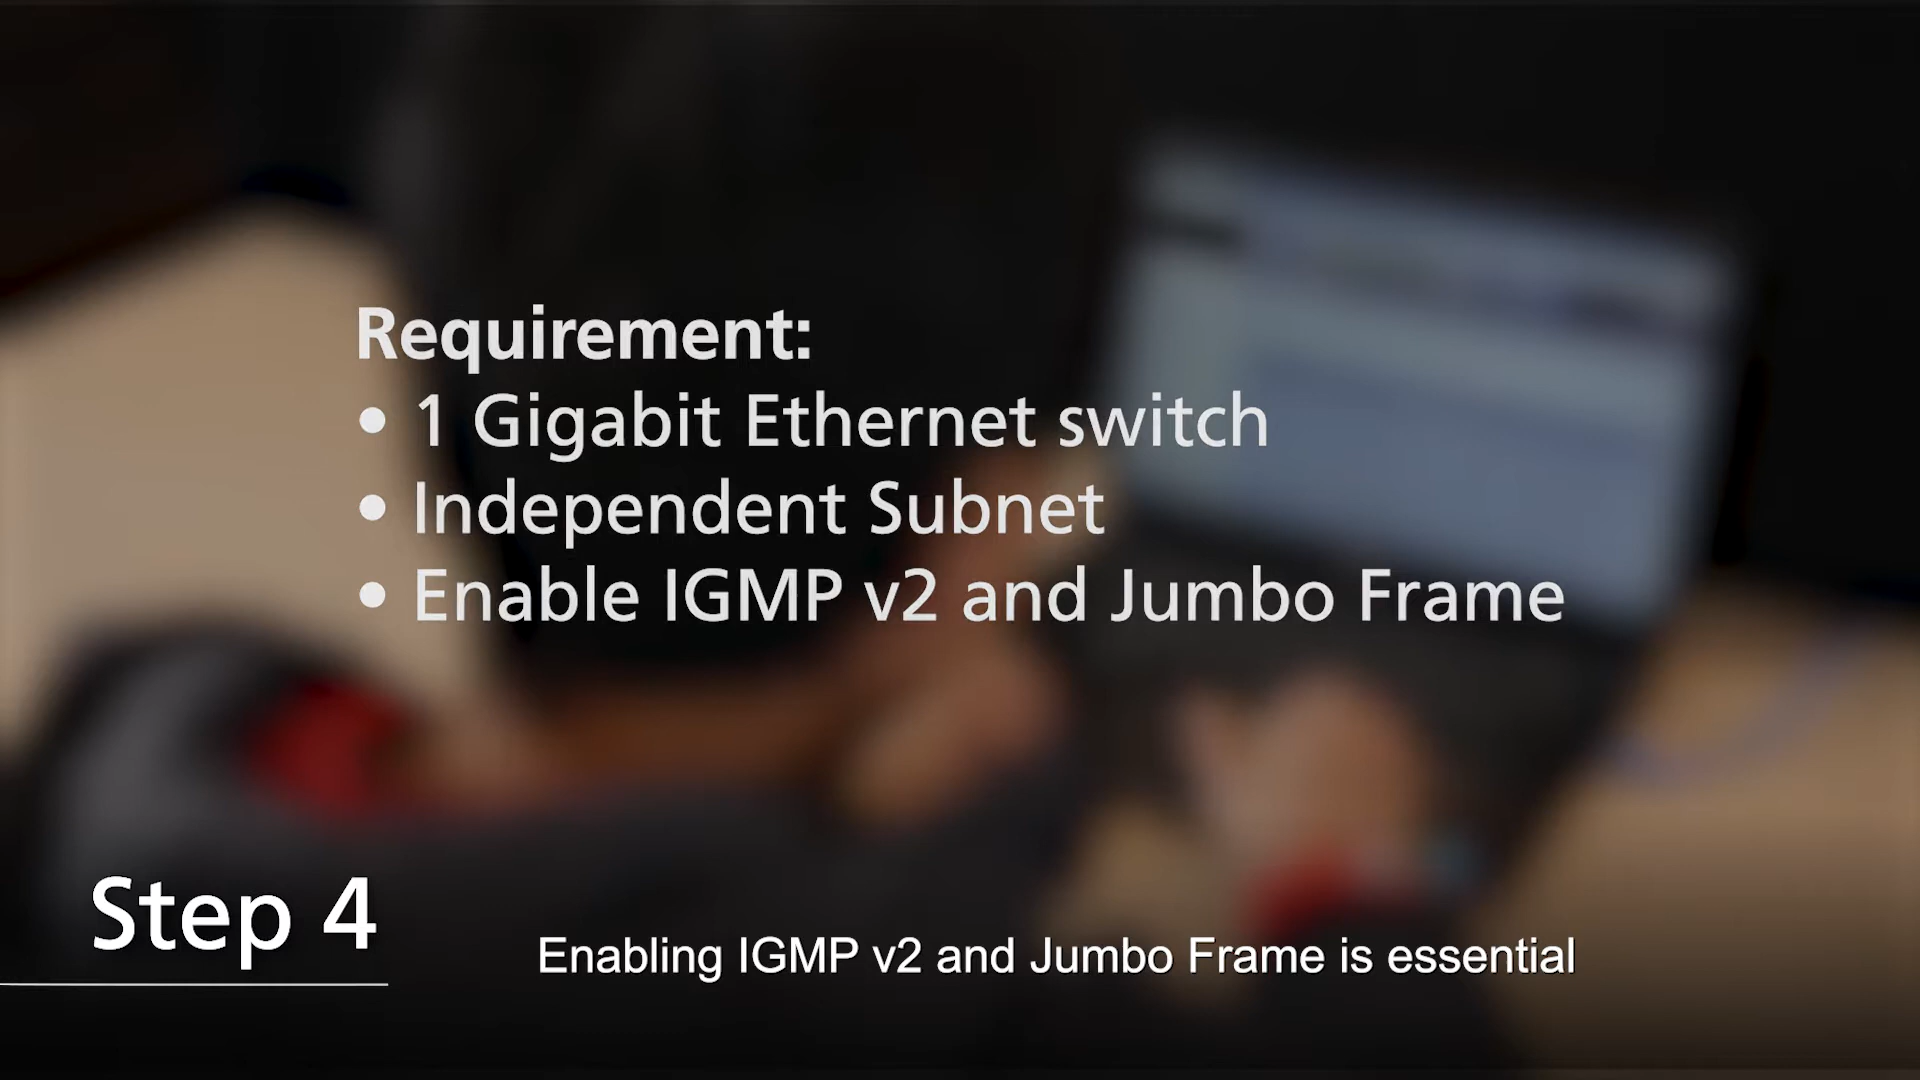 Requirement:
• 1 Gigabit Ethernet switch
• Independent Subnet
• Enable IGMP v2 and Jumbo Frame
Step 4
Enabling IGMP v2 and Jumbo Frame is essential